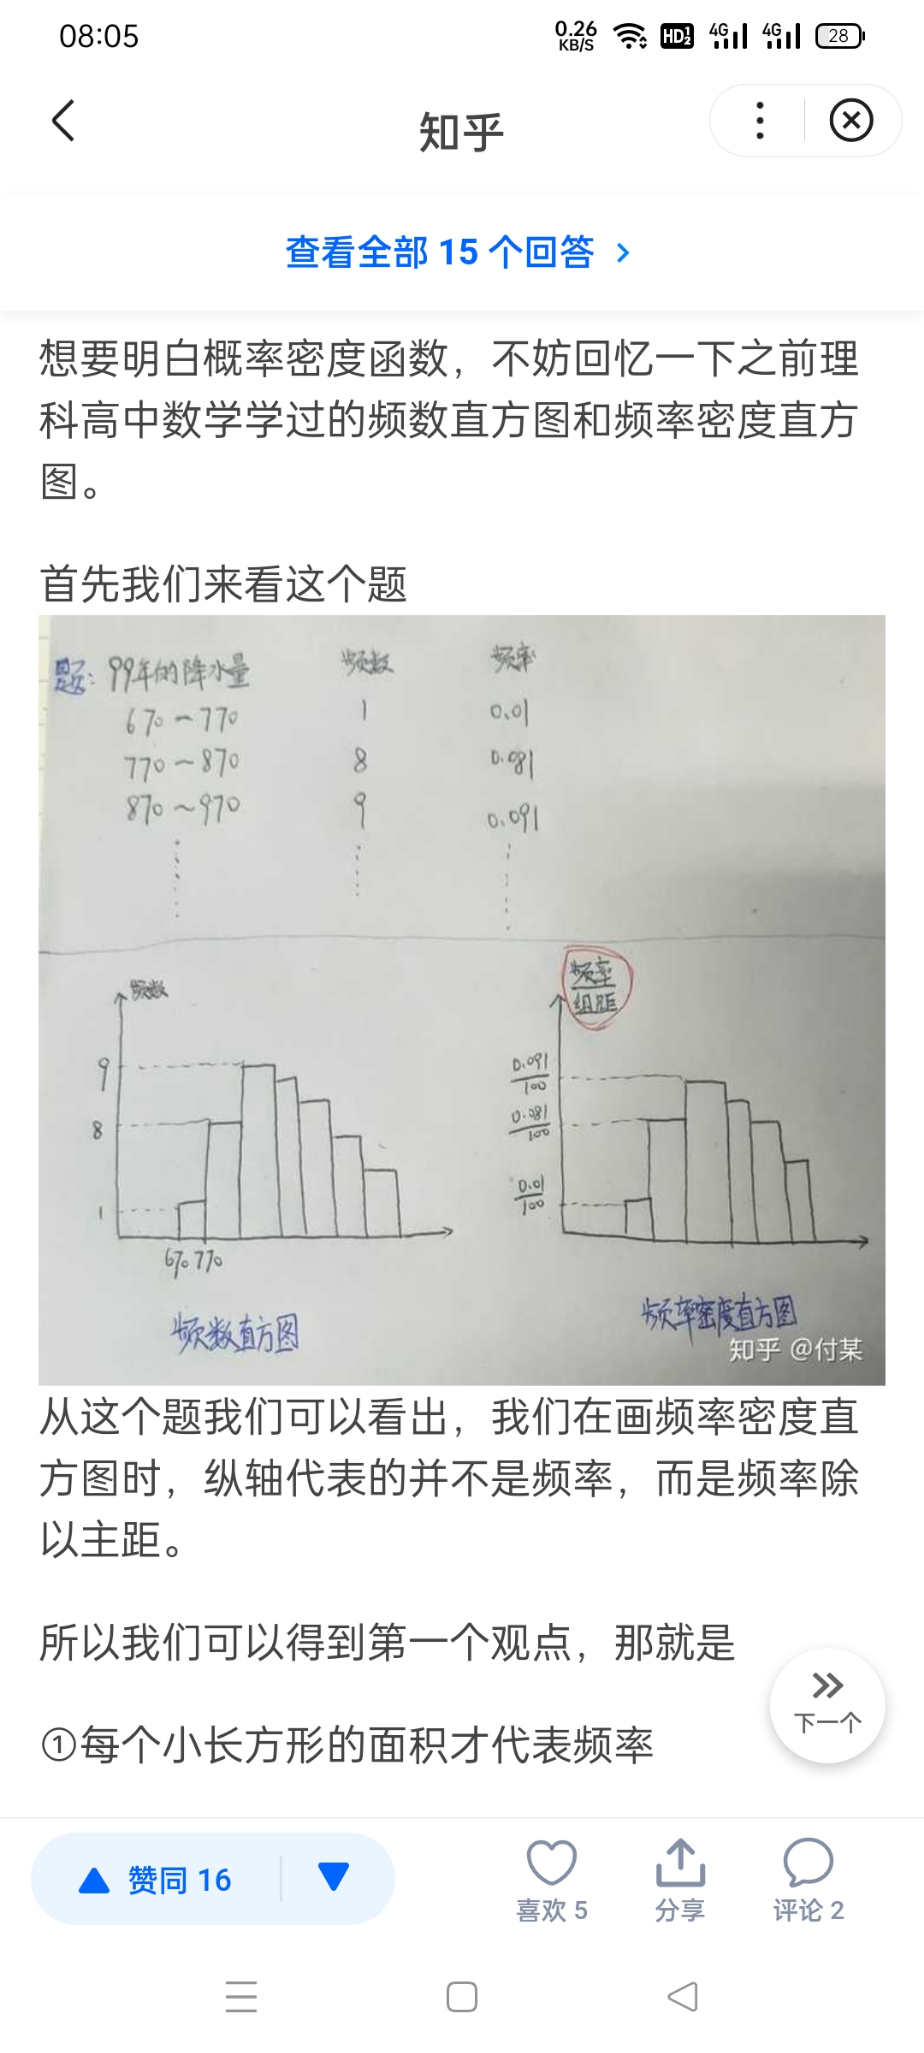 08:05
0.26
KB/S
HD 1 2
4G
4G
28
知乎
查看全部 15 个回答
想要明白概率密度函数，不妨回忆一下之前理
科高中数学学过的频数直方图和频率密度直方
图。
首先我们来看这个题
题：99年的降水量 频数 频率
670～770 1 0.01
770～870 8 0.081
870～970 9 0.091
频数
9
8
1
670 770
频数直方图
频率
组距
0.091
100
0.081
100
0.01
100
频率密度直方图
知乎 @付某
从这个题我们可以看出，我们在画频率密度直
方图时，纵轴代表的并不是频率，而是频率除
以主距。
所以我们可以得到第一个观点，那就是
①每个小长方形的面积才代表频率
下一个
赞同 16
喜欢 5
分享
评论 2